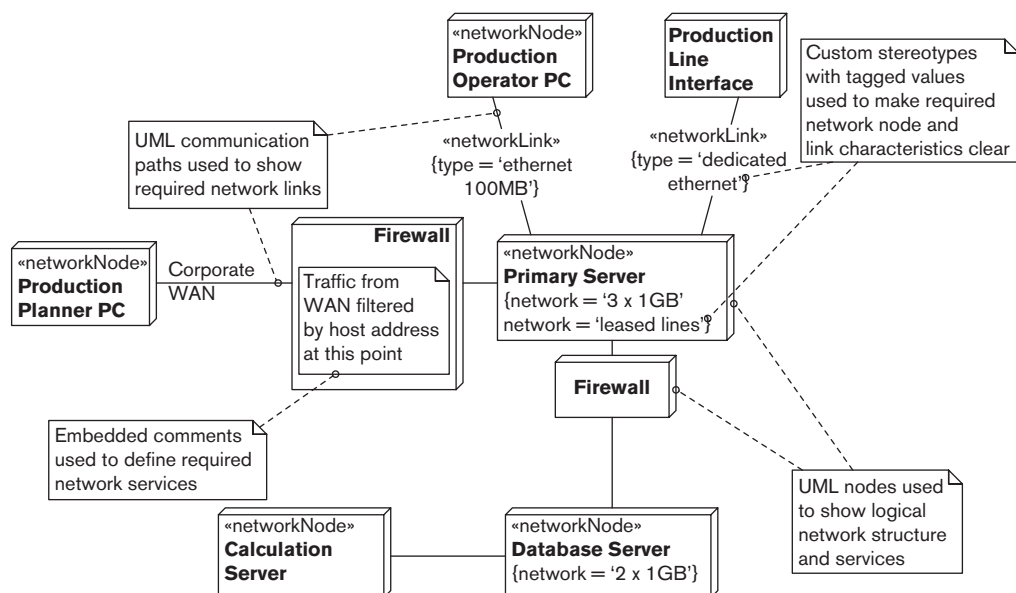 «networkNode»
Production
Operator PC
Production
Line
Interface
Custom stereotypes
with tagged values
used to make required
network node and
link characteristics clear
UML communication
paths used to show
required network links
«networkLink»
{type = ‘ethernet
100MB’}
«networkLink»
{type = ‘dedicated
ethernet’}
«networkNode»
Production
Planner PC
Corporate
WAN
Firewall
Traffic from
WAN filtered
by host address
at this point
«networkNode»
Primary Server
{network = ‘3 x 1GB’
network = ‘leased lines’}
Firewall
Embedded comments
used to define required
network services
UML nodes used
to show logical
network structure
and services
«networkNode»
Calculation
Server
«networkNode»
Database Server
{network = ‘2 x 1GB’}